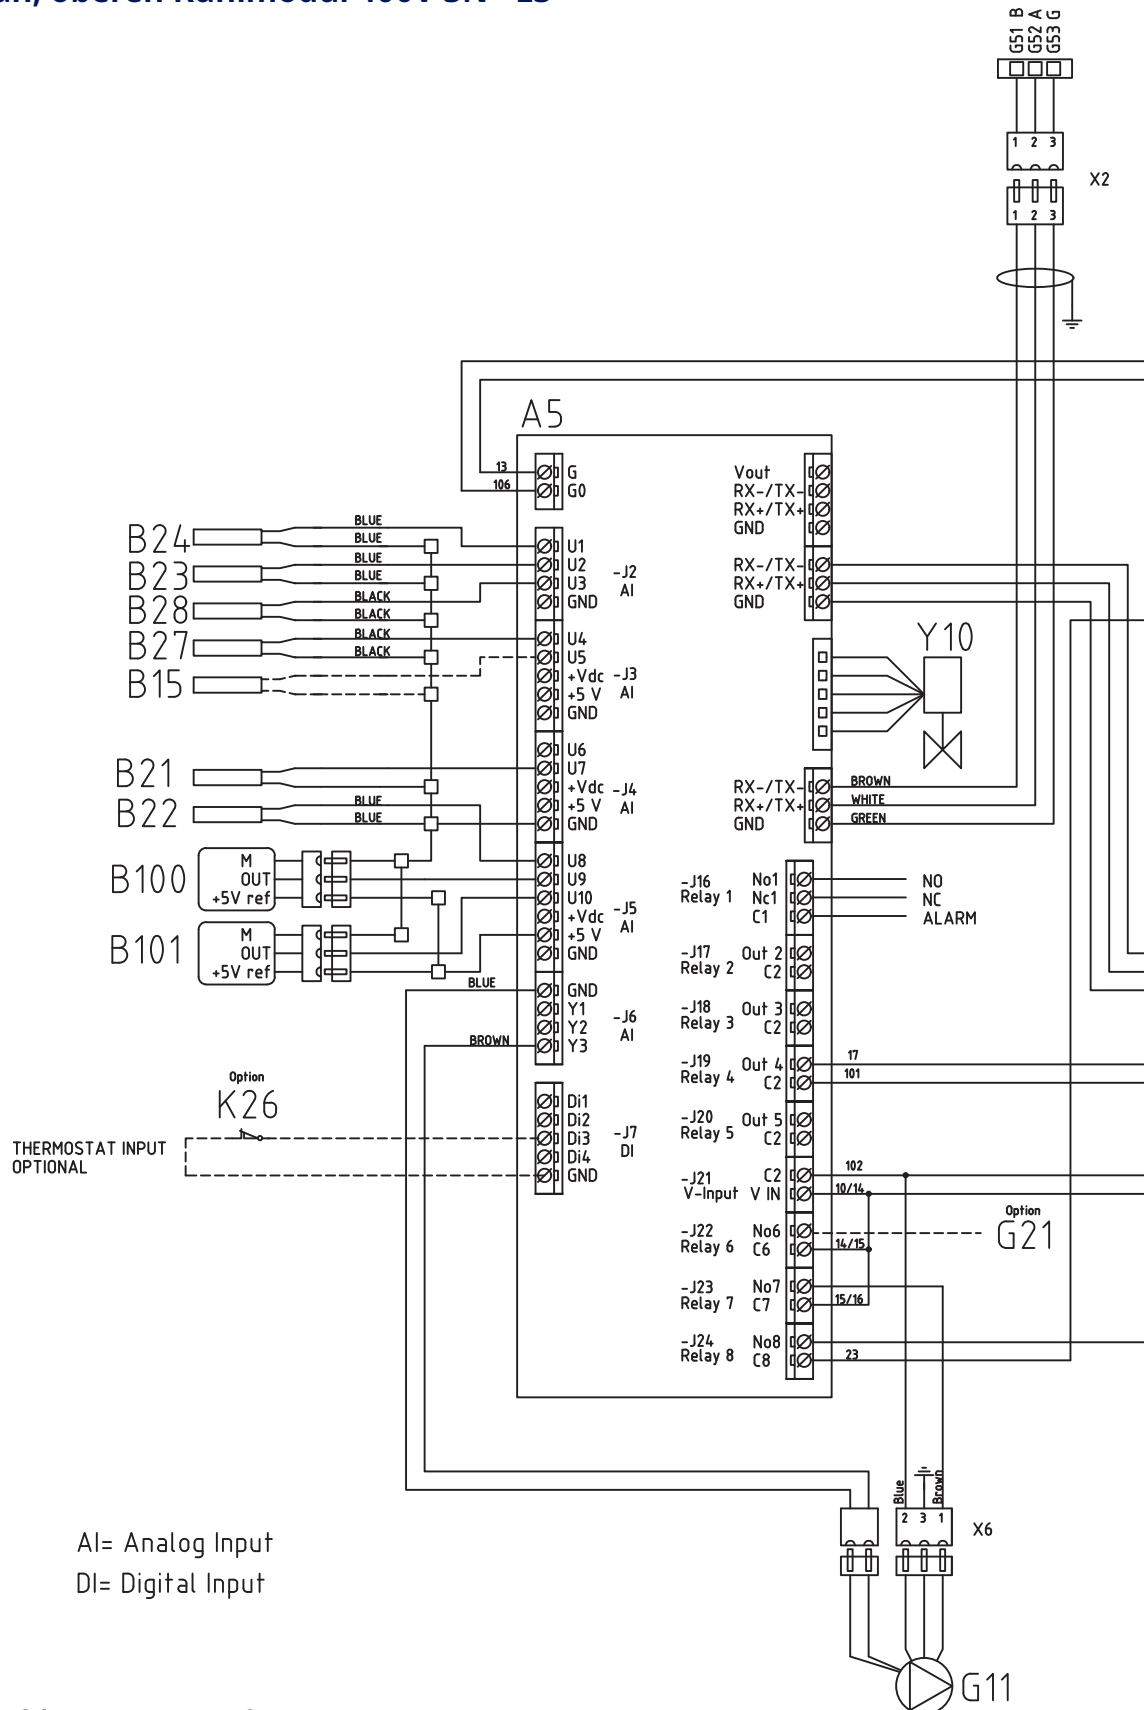 G51 B
G52 A
G53 G
1 2 3
X2
1 2 3
A5
13 G
106 G0
Vout
RX-/TX-
RX+/TX+
GND
B24 BLUE
BLUE
B23 BLUE
BLUE
B28 BLACK
BLACK
B27 BLACK
BLACK
B15
U1
U2
U3
GND
-J2
AI
RX-/TX-
RX+/TX+
GND
U4
U5
+Vdc
+5 V
GND
-J3
AI
Y10
B21
B22 BLUE
BLUE
U6
U7
+Vdc
+5 V
GND
-J4
AI
RX-/TX- BROWN
RX+/TX+ WHITE
GND GREEN
B100
M
OUT
+5V ref
B101
M
OUT
+5V ref
U8
U9
U10
+Vdc
+5 V
GND
-J5
AI
-J16
Relay 1
No1
Nc1
C1
NO
NC
ALARM
-J17
Relay 2
Out 2
C2
BLUE
BROWN
GND
Y1
Y2
Y3
-J6
AI
-J18
Relay 3
Out 3
C2
-J19
Relay 4
Out 4 17
C2 101
Option
K26
THERMOSTAT INPUT
OPTIONAL
Di1
Di2
Di3
Di4
GND
-J7
DI
-J20
Relay 5
Out 5
C2
-J21
V-Input
C2 102
V IN 10/14
-J22
Relay 6
No6
C6 14/15
Option
G21
-J23
Relay 7
No7
C7 15/16
-J24
Relay 8
No8
C8 23
Blue
Brown
2 3 1
X6
AI= Analog Input
DI= Digital Input
G11